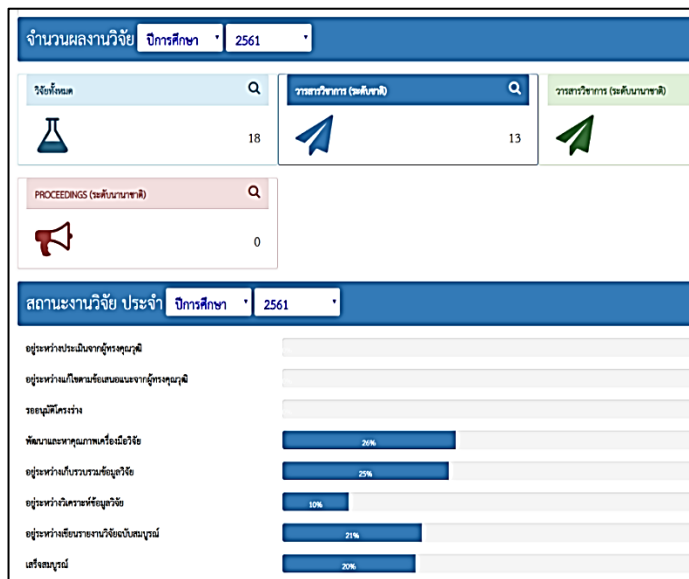 จำนวนผลงานวิจัย ปีการศึกษา 2561
วิจัยทั้งหมด
18
วารสารวิชาการ (ระดับชาติ)
13
วารสารวิชาการ (ระดับนานาชาติ)
PROCEEDINGS (ระดับนานาชาติ)
0
สถานะงานวิจัย ประจำ ปีการศึกษา 2561
อยู่ระหว่างประเมินจากผู้ทรงคุณวุฒิ
อยู่ระหว่างแก้ไขตามข้อเสนอแนะจากผู้ทรงคุณวุฒิ
รออนุมัติโครงร่าง
พัฒนาและหาคุณภาพเครื่องมือวิจัย 26%
อยู่ระหว่างเก็บรวบรวมข้อมูลวิจัย 25%
อยู่ระหว่างวิเคราะห์ข้อมูลวิจัย 10%
อยู่ระหว่างเขียนรายงานวิจัยฉบับสมบูรณ์ 21%
เสร็จสมบูรณ์ 20%